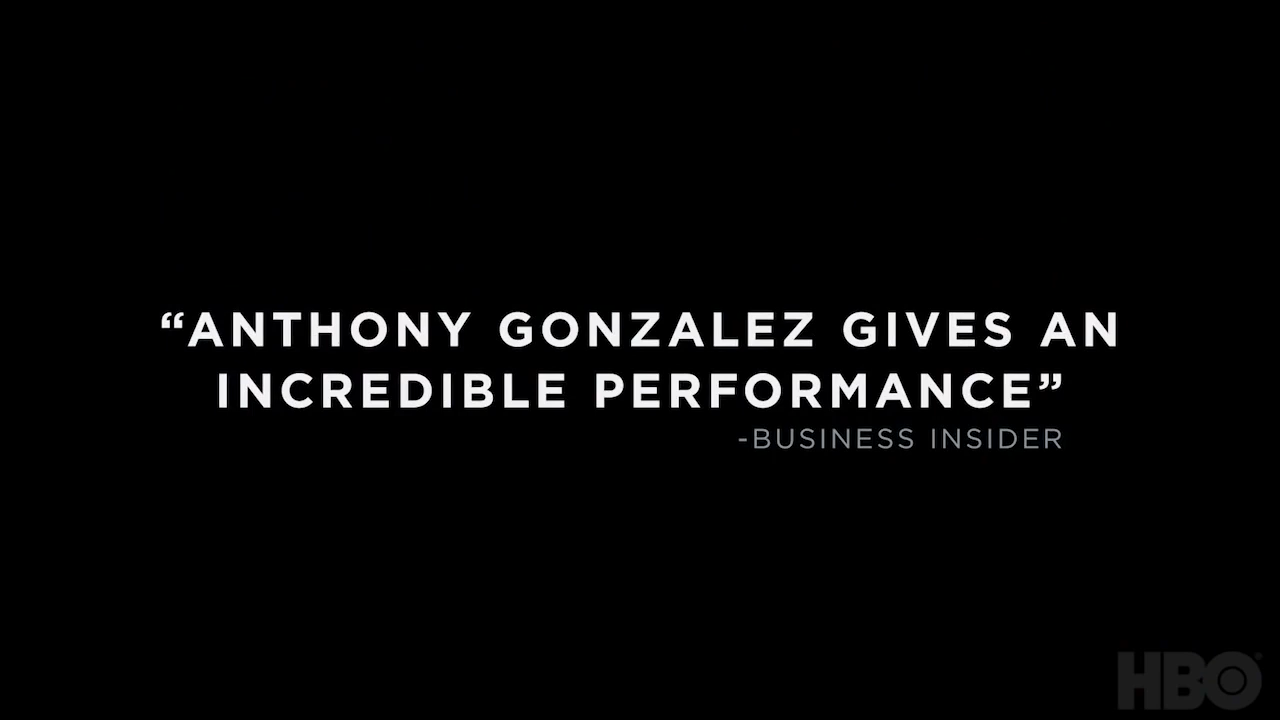 “ANTHONY GONZALEZ GIVES AN
INCREDIBLE PERFORMANCE”
-BUSINESS INSIDER
HBO